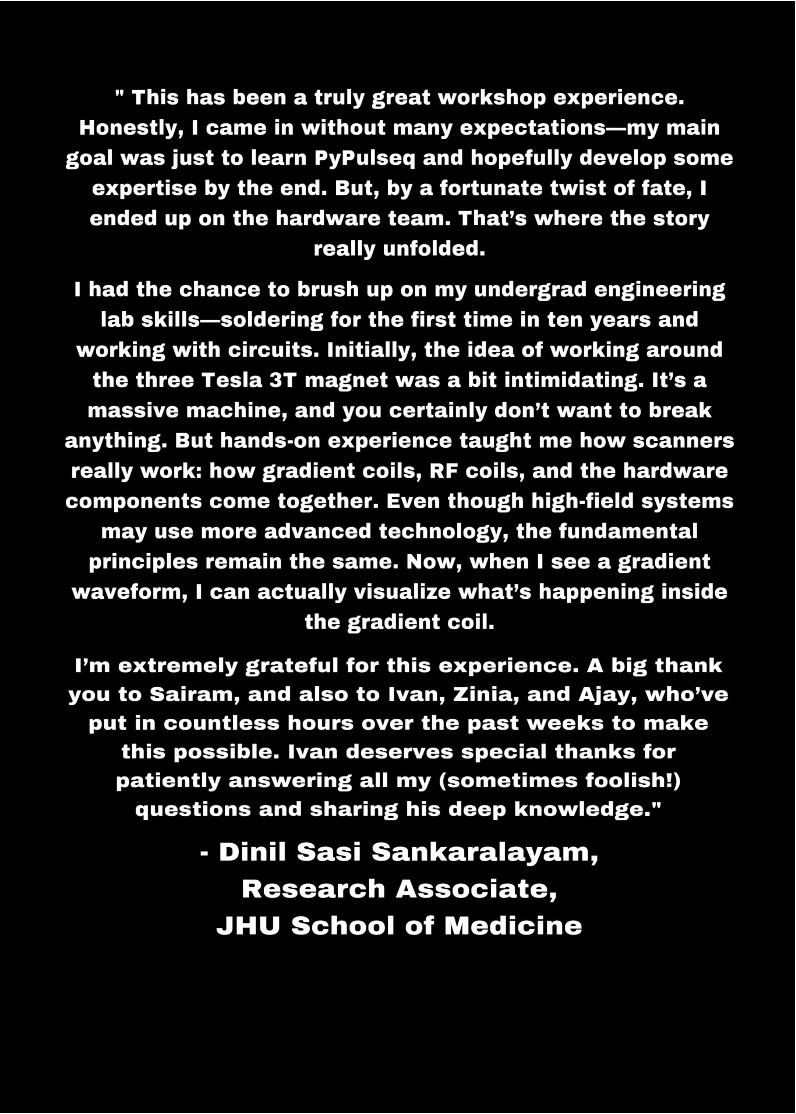 " This has been a truly great workshop experience.
Honestly, I came in without many expectations—my main
goal was just to learn PyPulseq and hopefully develop some
expertise by the end. But, by a fortunate twist of fate, I
ended up on the hardware team. That’s where the story
really unfolded.
I had the chance to brush up on my undergrad engineering
lab skills—soldering for the first time in ten years and
working with circuits. Initially, the idea of working around
the three Tesla 3T magnet was a bit intimidating. It’s a
massive machine, and you certainly don’t want to break
anything. But hands-on experience taught me how scanners
really work: how gradient coils, RF coils, and the hardware
components come together. Even though high-field systems
may use more advanced technology, the fundamental
principles remain the same. Now, when I see a gradient
waveform, I can actually visualize what’s happening inside
the gradient coil.
I’m extremely grateful for this experience. A big thank
you to Sairam, and also to Ivan, Zinia, and Ajay, who’ve
put in countless hours over the past weeks to make
this possible. Ivan deserves special thanks for
patiently answering all my (sometimes foolish!)
questions and sharing his deep knowledge."
- Dinil Sasi Sankaralayam,
Research Associate,
JHU School of Medicine